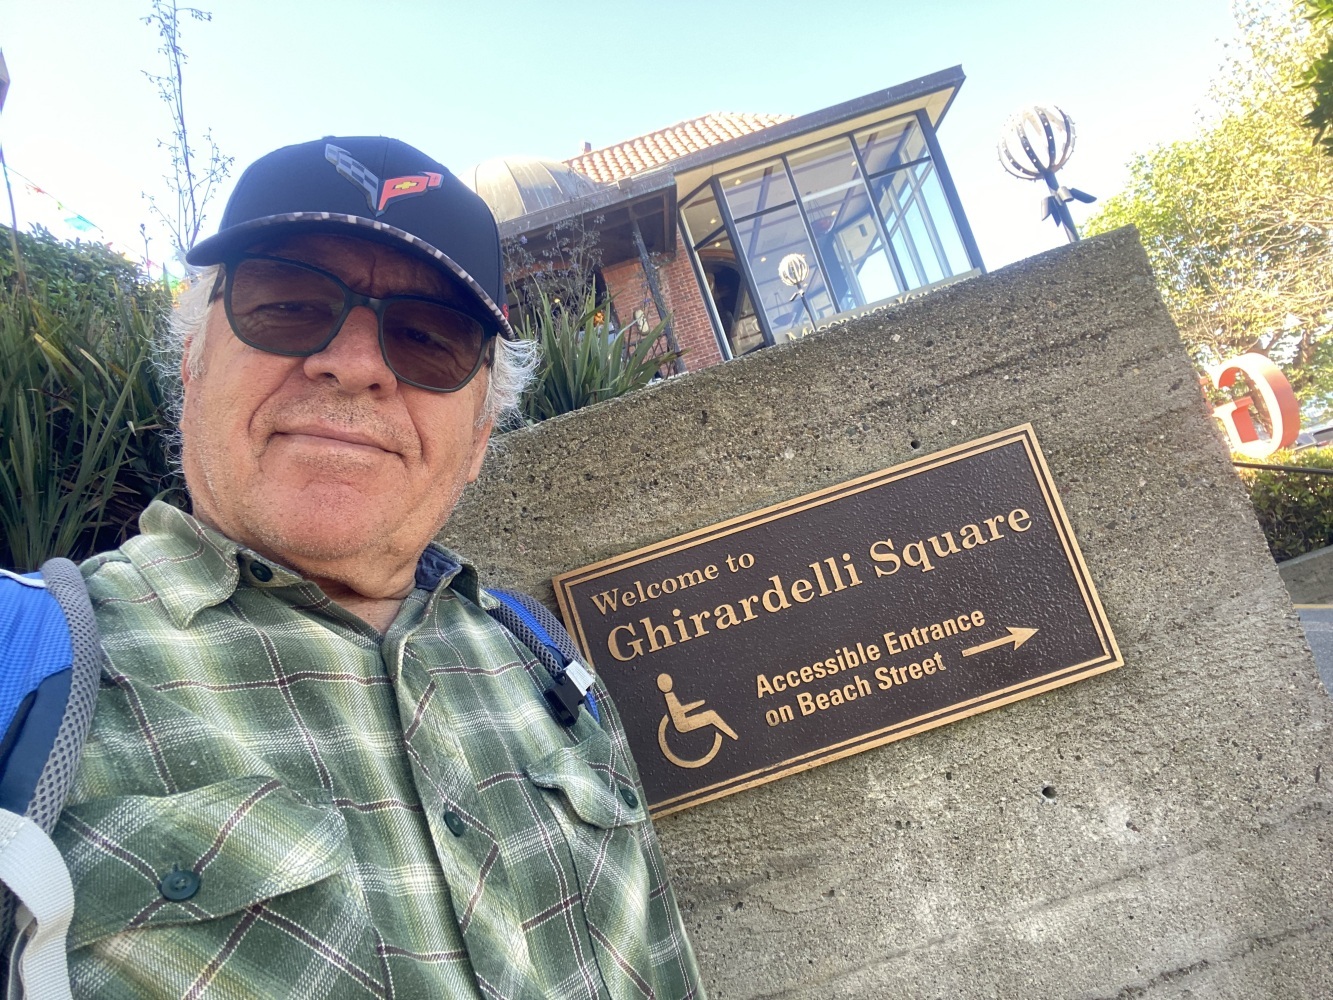 Welcome to
Ghirardelli Square
Accessible Entrance
on Beach Street
G